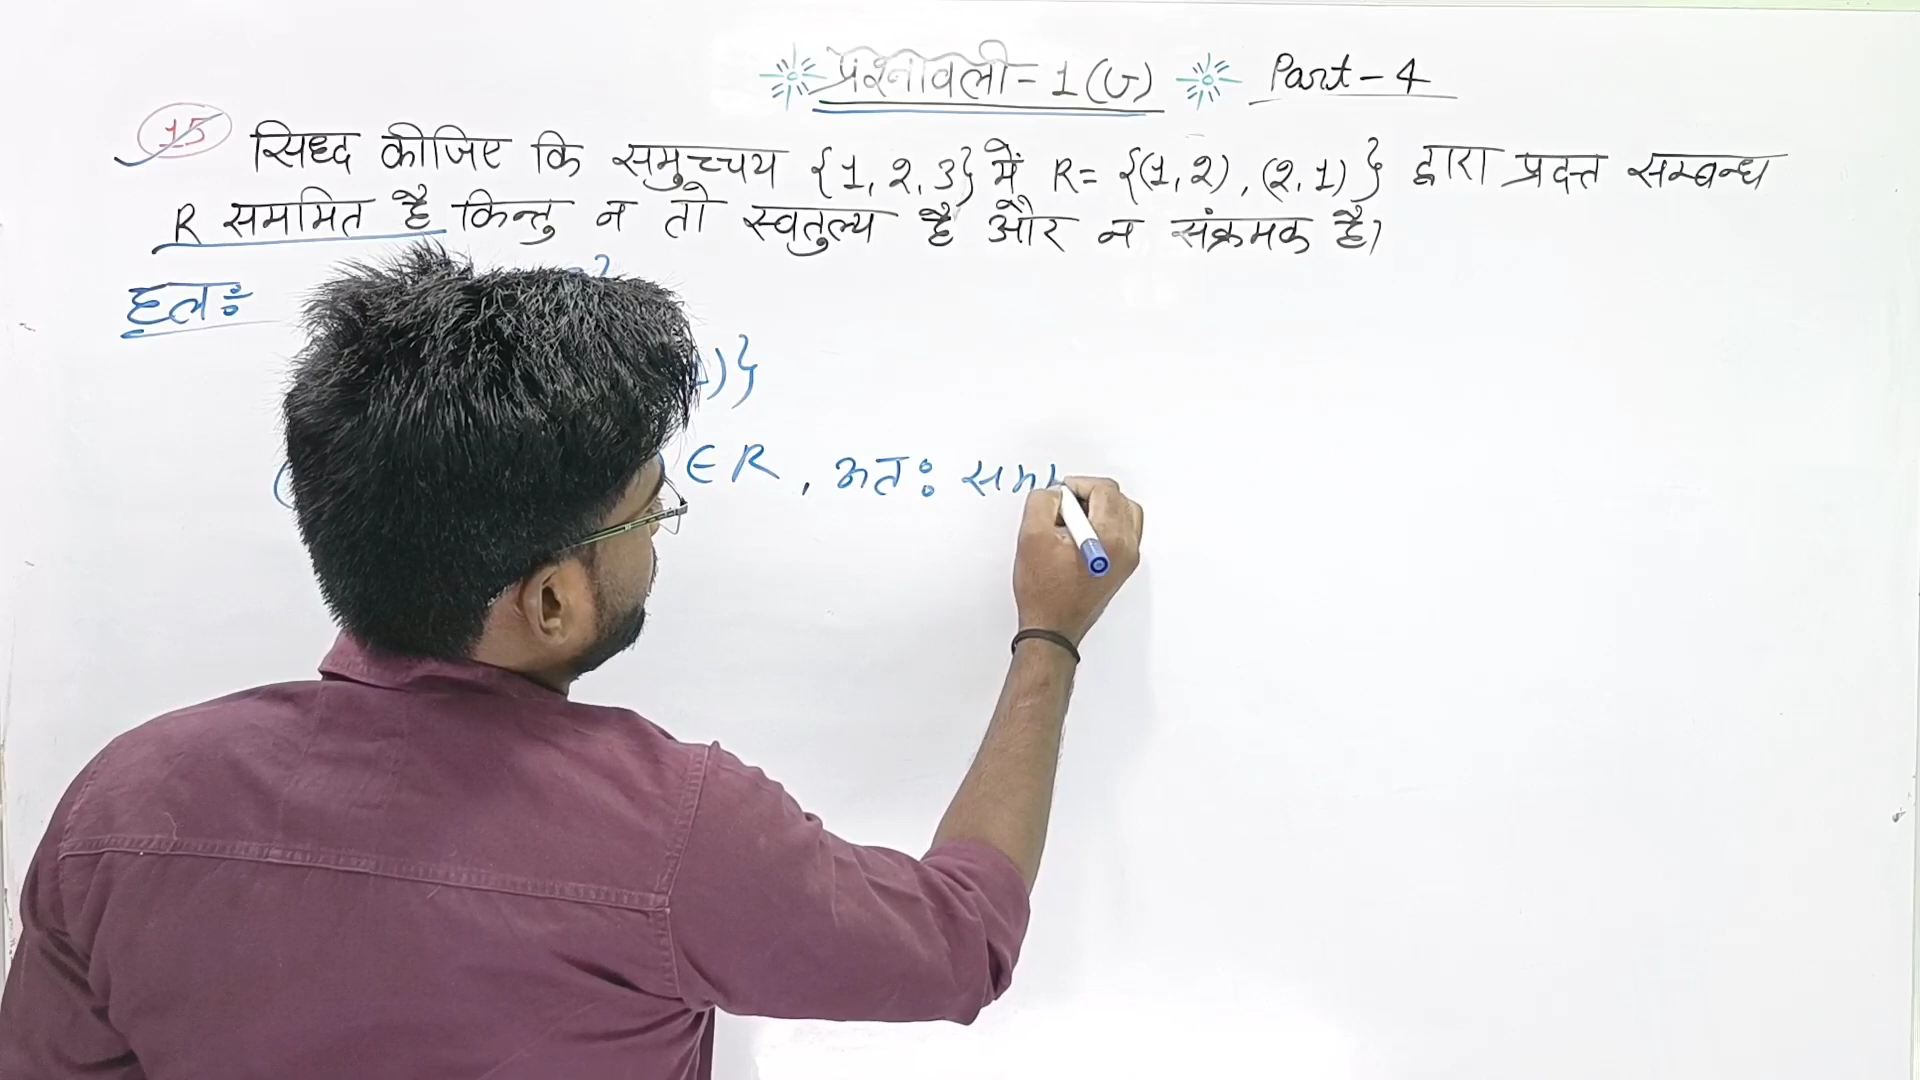 प्रश्नावली-1(U) Part-4
15 सिध्द कीजिए कि समुच्चय {1, 2, 3} में R= {(1, 2), (2, 1)} द्वारा प्रदत्त सम्बन्ध
R सममित है किन्तु न तो स्वतुल्य है और न संक्रमक है।
हलः
)}
∈ R, अतः सम